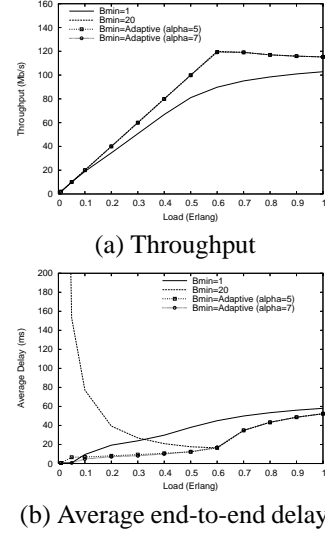 Throughput (Mb/s)
160
140
120
100
80
60
40
20
0
Bmin=1
Bmin=20
Bmin=Adaptive (alpha=5)
Bmin=Adaptive (alpha=7)
0.1 0.2 0.3 0.4 0.5 0.6 0.7 0.8 0.9 1
Load (Erlang)
(a) Throughput
Average Delay (ms)
200
180
160
140
120
100
80
60
40
20
0
Bmin=1
Bmin=20
Bmin=Adaptive (alpha=5)
Bmin=Adaptive (alpha=7)
0.1 0.2 0.3 0.4 0.5 0.6 0.7 0.8 0.9 1
Load (Erlang)
(b) Average end-to-end delay